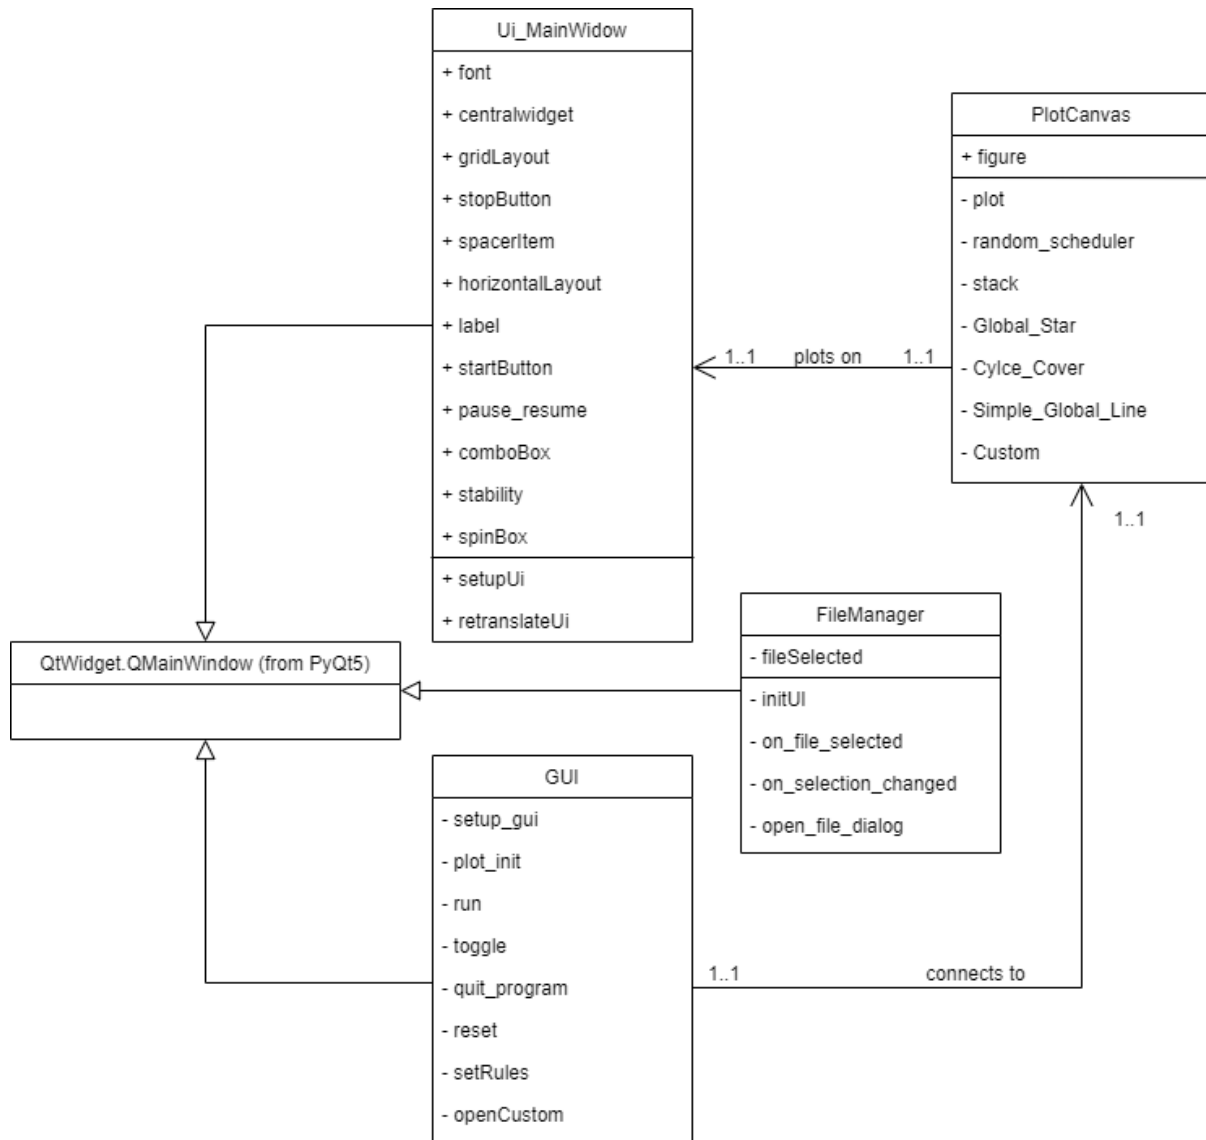 Ui_MainWidow
+ font
+ centralwidget
+ gridLayout
+ stopButton
+ spacerItem
+ horizontalLayout
+ label
+ startButton
+ pause_resume
+ comboBox
+ stability
+ spinBox
+ setupUi
+ retranslateUi
PlotCanvas
+ figure
- plot
- random_scheduler
- stack
- Global_Star
- Cylce_Cover
- Simple_Global_Line
- Custom
1..1 plots on 1..1
1..1
QtWidget.QMainWindow (from PyQt5)
FileManager
- fileSelected
- initUI
- on_file_selected
- on_selection_changed
- open_file_dialog
GUI
- setup_gui
- plot_init
- run
- toggle
- quit_program
- reset
- setRules
- openCustom
1..1 connects to